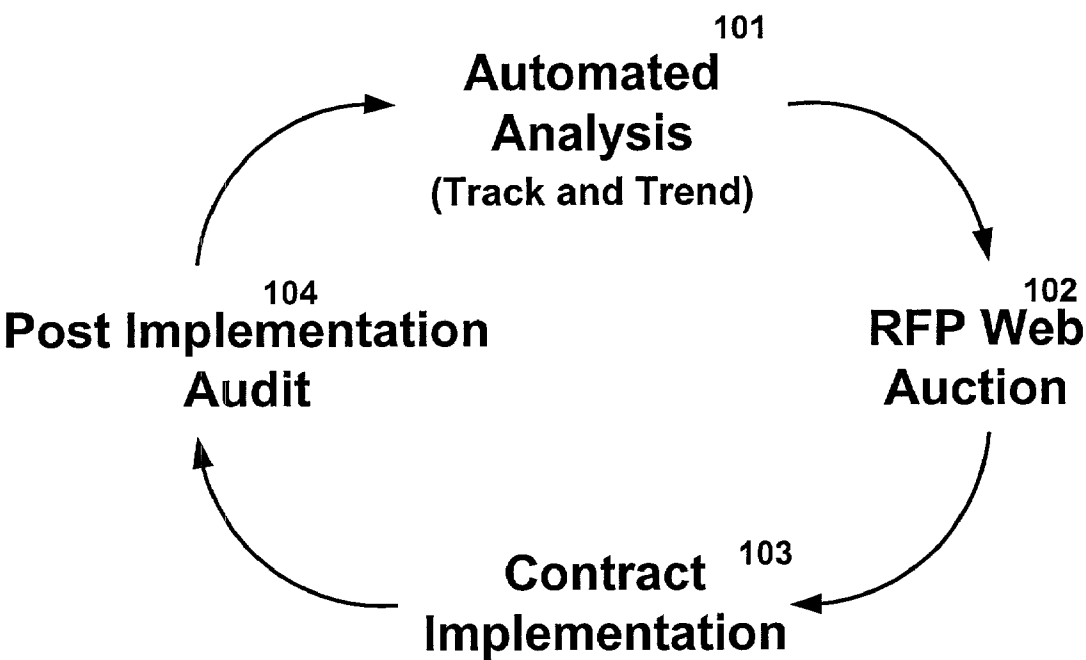 101
Automated
Analysis
(Track and Trend)
102
RFP Web
Auction
103
Contract
Implementation
104
Post Implementation
Audit